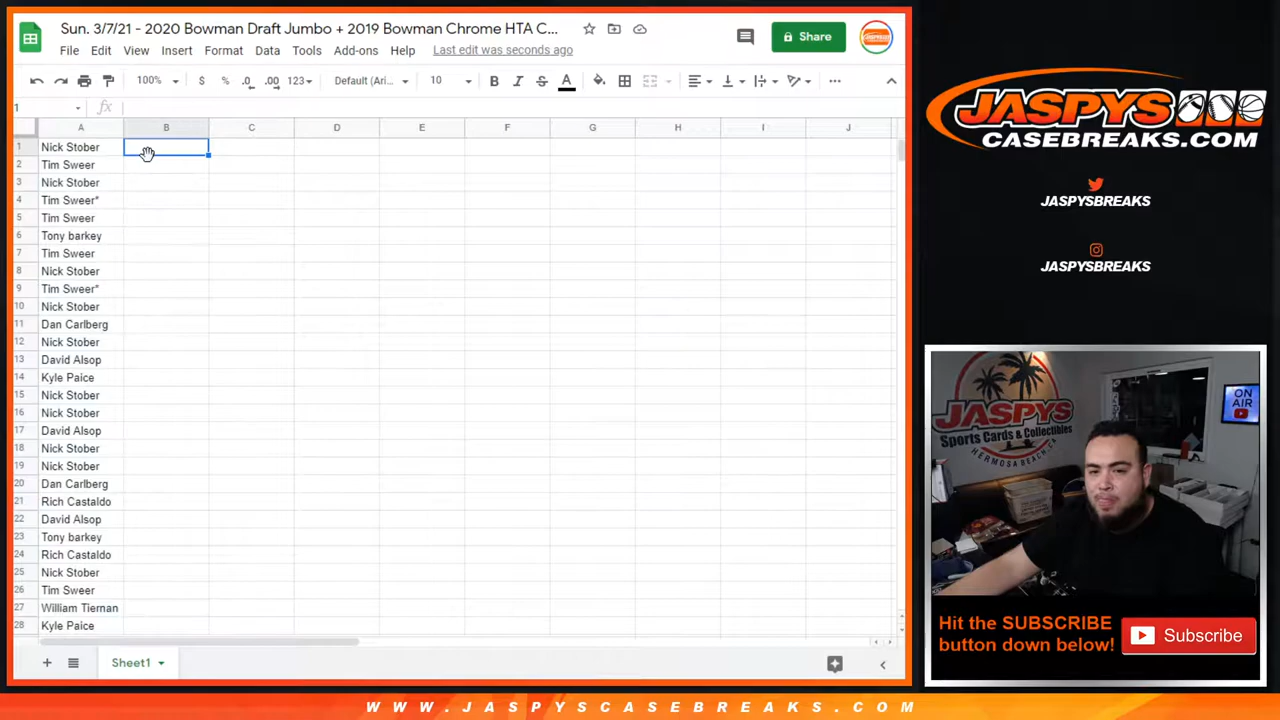 Sun. 3/7/21 - 2020 Bowman Draft Jumbo + 2019 Bowman Chrome HTA C...
File Edit View Insert Format Data Tools Add-ons Help Last edit was seconds ago
Share
100% $ % .0 .00 123 Default (Ari... 10 B I S A
1 fx
A B C D E F G H I J
1 Nick Stober
2 Tim Sweer
3 Nick Stober
4 Tim Sweer*
5 Tim Sweer
6 Tony barkey
7 Tim Sweer
8 Nick Stober
9 Tim Sweer*
10 Nick Stober
11 Dan Carlberg
12 Nick Stober
13 David Alsop
14 Kyle Paice
15 Nick Stober
16 Nick Stober
17 David Alsop
18 Nick Stober
19 Nick Stober
20 Dan Carlberg
21 Rich Castaldo
22 David Alsop
23 Tony barkey
24 Rich Castaldo
25 Nick Stober
26 Tim Sweer
27 William Tiernan
28 Kyle Paice
Sheet1
JASPYS
CASEBREAKS.COM
JASPYSBREAKS
JASPYSBREAKS
JASPYS
Sports Cards & Collectibles
HERMOSA BEACH, CA
ON AIR
Hit the SUBSCRIBE
button down below!
Subscribe
WWW.JASPYSCASEBREAKS.COM